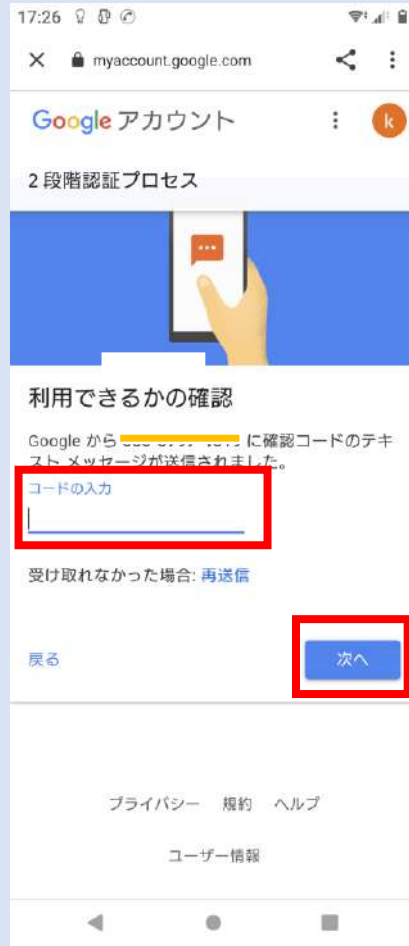 17:26
myaccount.google.com
Google アカウント
k
2 段階認証プロセス
利用できるかの確認
Google から に確認コードのテキ
スト メッセージが送信されました。
コードの入力
受け取れなかった場合: 再送信
戻る
次へ
プライバシー 規約 ヘルプ
ユーザー情報